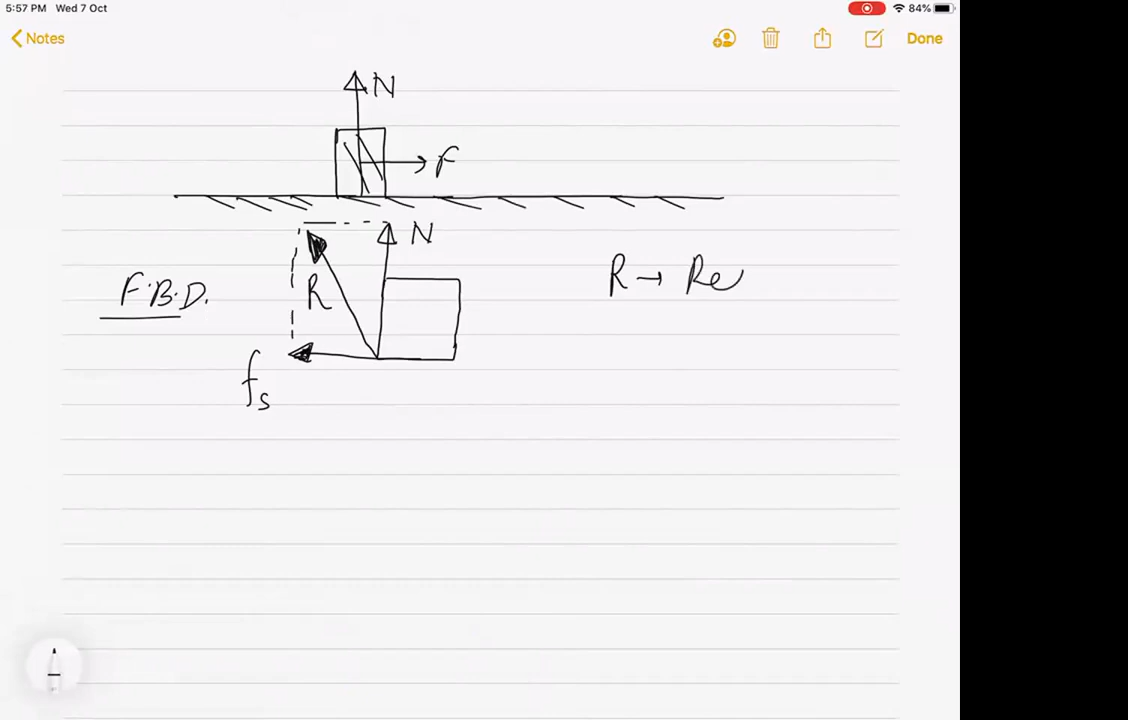 5:57 PM Wed 7 Oct 84%
Notes Done
N
F
N
F.B.D. R R → Re
fs